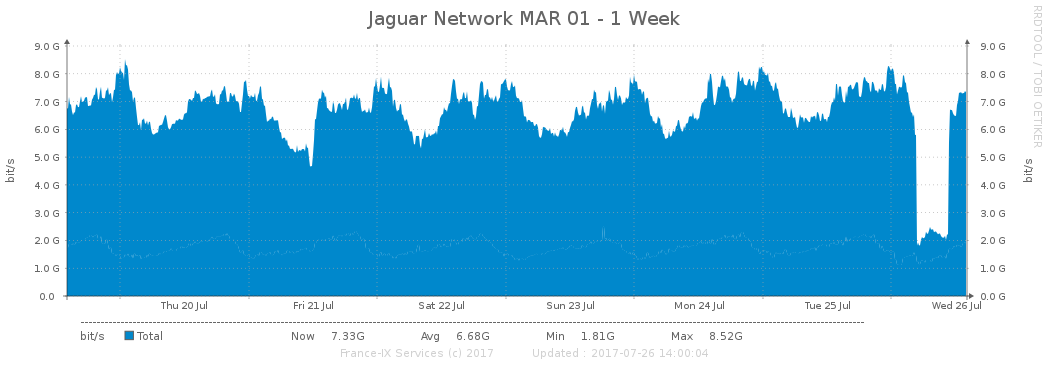 Jaguar Network MAR 01 - 1 Week
RRDTOOL / TOBI OETIKER
bit/s
9.0 G
8.0 G
7.0 G
6.0 G
5.0 G
4.0 G
3.0 G
2.0 G
1.0 G
0.0
9.0 G
8.0 G
7.0 G
6.0 G
5.0 G
4.0 G
3.0 G
2.0 G
1.0 G
0.0 G
bit/s
Thu 20 Jul Fri 21 Jul Sat 22 Jul Sun 23 Jul Mon 24 Jul Tue 25 Jul Wed 26 Jul
bit/s Total Now 7.33G Avg 6.68G Min 1.81G Max 8.52G
France-IX Services (c) 2017 Updated : 2017-07-26 14:00:04